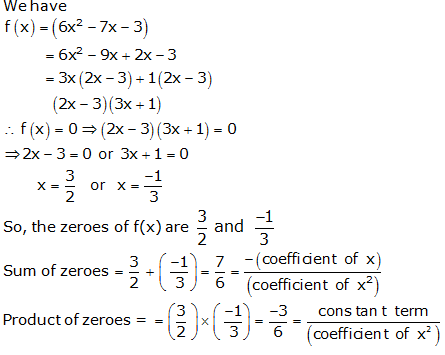 We have
f(x) = (6x² − 7x − 3)
= 6x² − 9x + 2x − 3
= 3x(2x − 3) + 1(2x − 3)
(2x − 3)(3x + 1)
∴ f(x) = 0 ⇒ (2x − 3)(3x + 1) = 0
⇒ 2x − 3 = 0 or 3x + 1 = 0
x = 3/2 or x = −1/3
So, the zeroes of f(x) are 3/2 and −1/3
Sum of zeroes = 3/2 + (−1/3) = 7/6 = −(coefficient of x)/(coefficient of x²)
Product of zeroes = = (3/2) × (−1/3) = −3/6 = cons tan t term/(coefficient of x²)